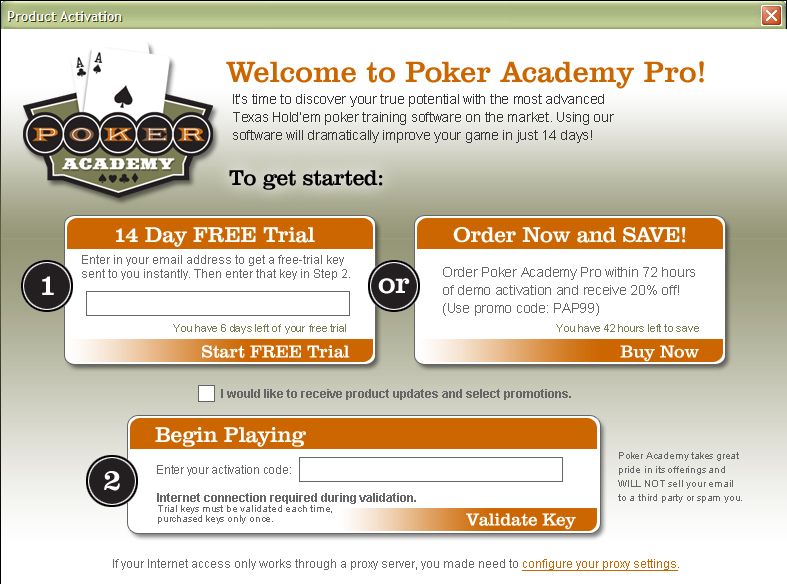 Product Activation
A
A
POKER
ACADEMY
Welcome to Poker Academy Pro!
It's time to discover your true potential with the most advanced
Texas Hold'em poker training software on the market. Using our
software will dramatically improve your game in just 14 days!
To get started:
1
14 Day FREE Trial
Enter in your email address to get a free-trial key
sent to you instantly. Then enter that key in Step 2.
You have 6 days left of your free trial
Start FREE Trial
or
Order Now and SAVE!
Order Poker Academy Pro within 72 hours
of demo activation and receive 20% off!
(Use promo code: PAP99)
You have 42 hours left to save
Buy Now
I would like to receive product updates and select promotions.
2
Begin Playing
Enter your activation code:
Internet connection required during validation.
Trial keys must be validated each time,
purchased keys only once.
Validate Key
Poker Academy takes great
pride in its offerings and
WILL NOT sell your email
to a third party or spam you.
If your Internet access only works through a proxy server, you made need to configure your proxy settings.